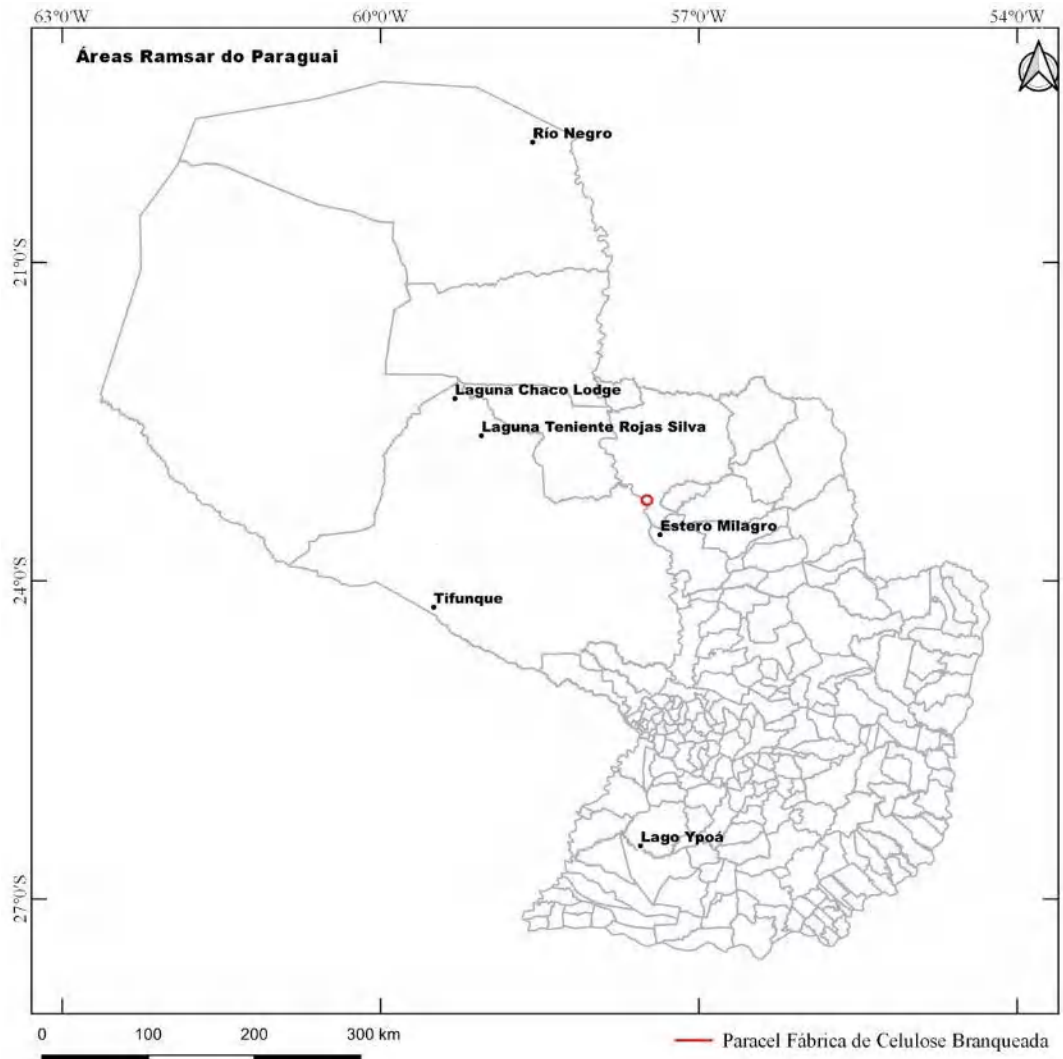 63°0'W 60°0'W 57°0'W 54°0'W
Áreas Ramsar do Paraguai
Río Negro
21°0'S
Laguna Chaco Lodge
Laguna Teniente Rojas Silva
Estero Milagro
24°0'S
Tifunque
Lago Ypoá
27°0'S
0 100 200 300 km
Paracel Fábrica de Celulose Branqueada